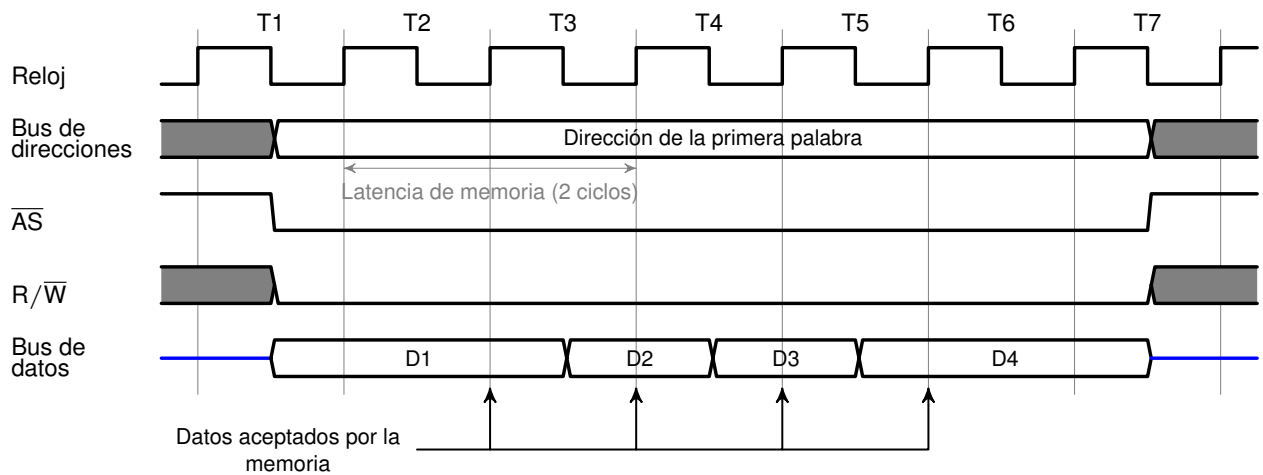 T1 T2 T3 T4 T5 T6 T7
Reloj
Bus de
direcciones
Dirección de la primera palabra
Latencia de memoria (2 ciclos)
A̅S̅
R/W̅
Bus de
datos
D1 D2 D3 D4
Datos aceptados por la
memoria